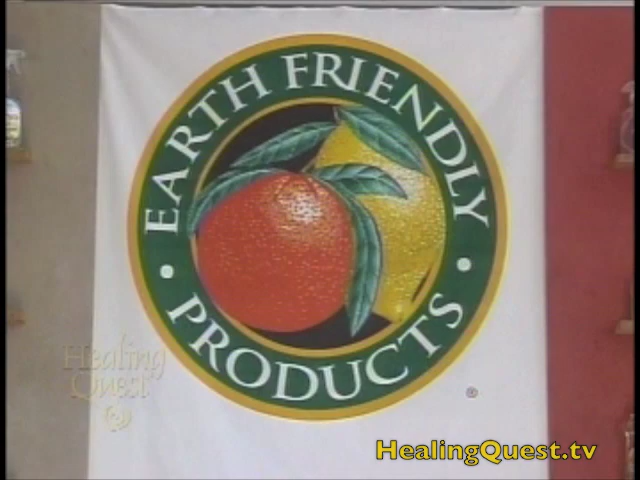 EARTH FRIENDLY
• PRODUCTS •
®
Healing
Quest
HealingQuest.tv